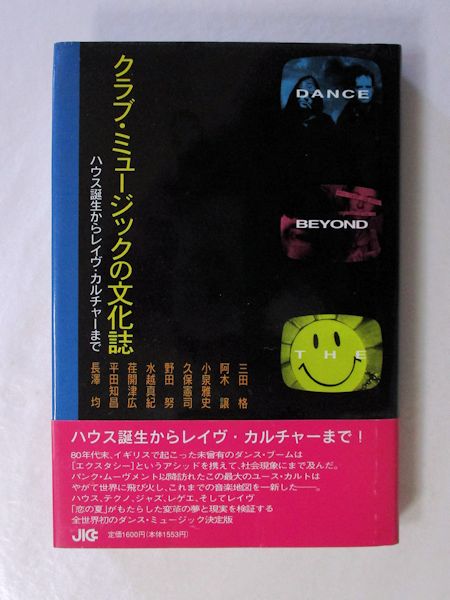 クラブ・ミュージックの文化誌
ハウス誕生からレイヴ・カルチャーまで
DANCE
BEYOND
THE
三田 格
阿木 譲
小泉雅史
久保憲司
野田 努
水越真紀
荏開津広
平田知昌
長澤 均
ハウス誕生からレイヴ・カルチャーまで！
80年代末、イギリスで起こった未曾有のダンス・ブームは
[エクスタシー]というアシッドを携えて、社会現象にまで及んだ。
パンク・ムーヴメント以降訪れたこの最大のユース・カルトは
やがて世界に飛び火し、これまでの音楽地図を一新した——。
ハウス、テクノ、ジャズ、レゲエ、そしてレイヴ
「恋の夏」がもたらした変革の夢と現実を検証する
全世界初のダンス・ミュージック決定版
JICC
定価1600円(本体1553円)